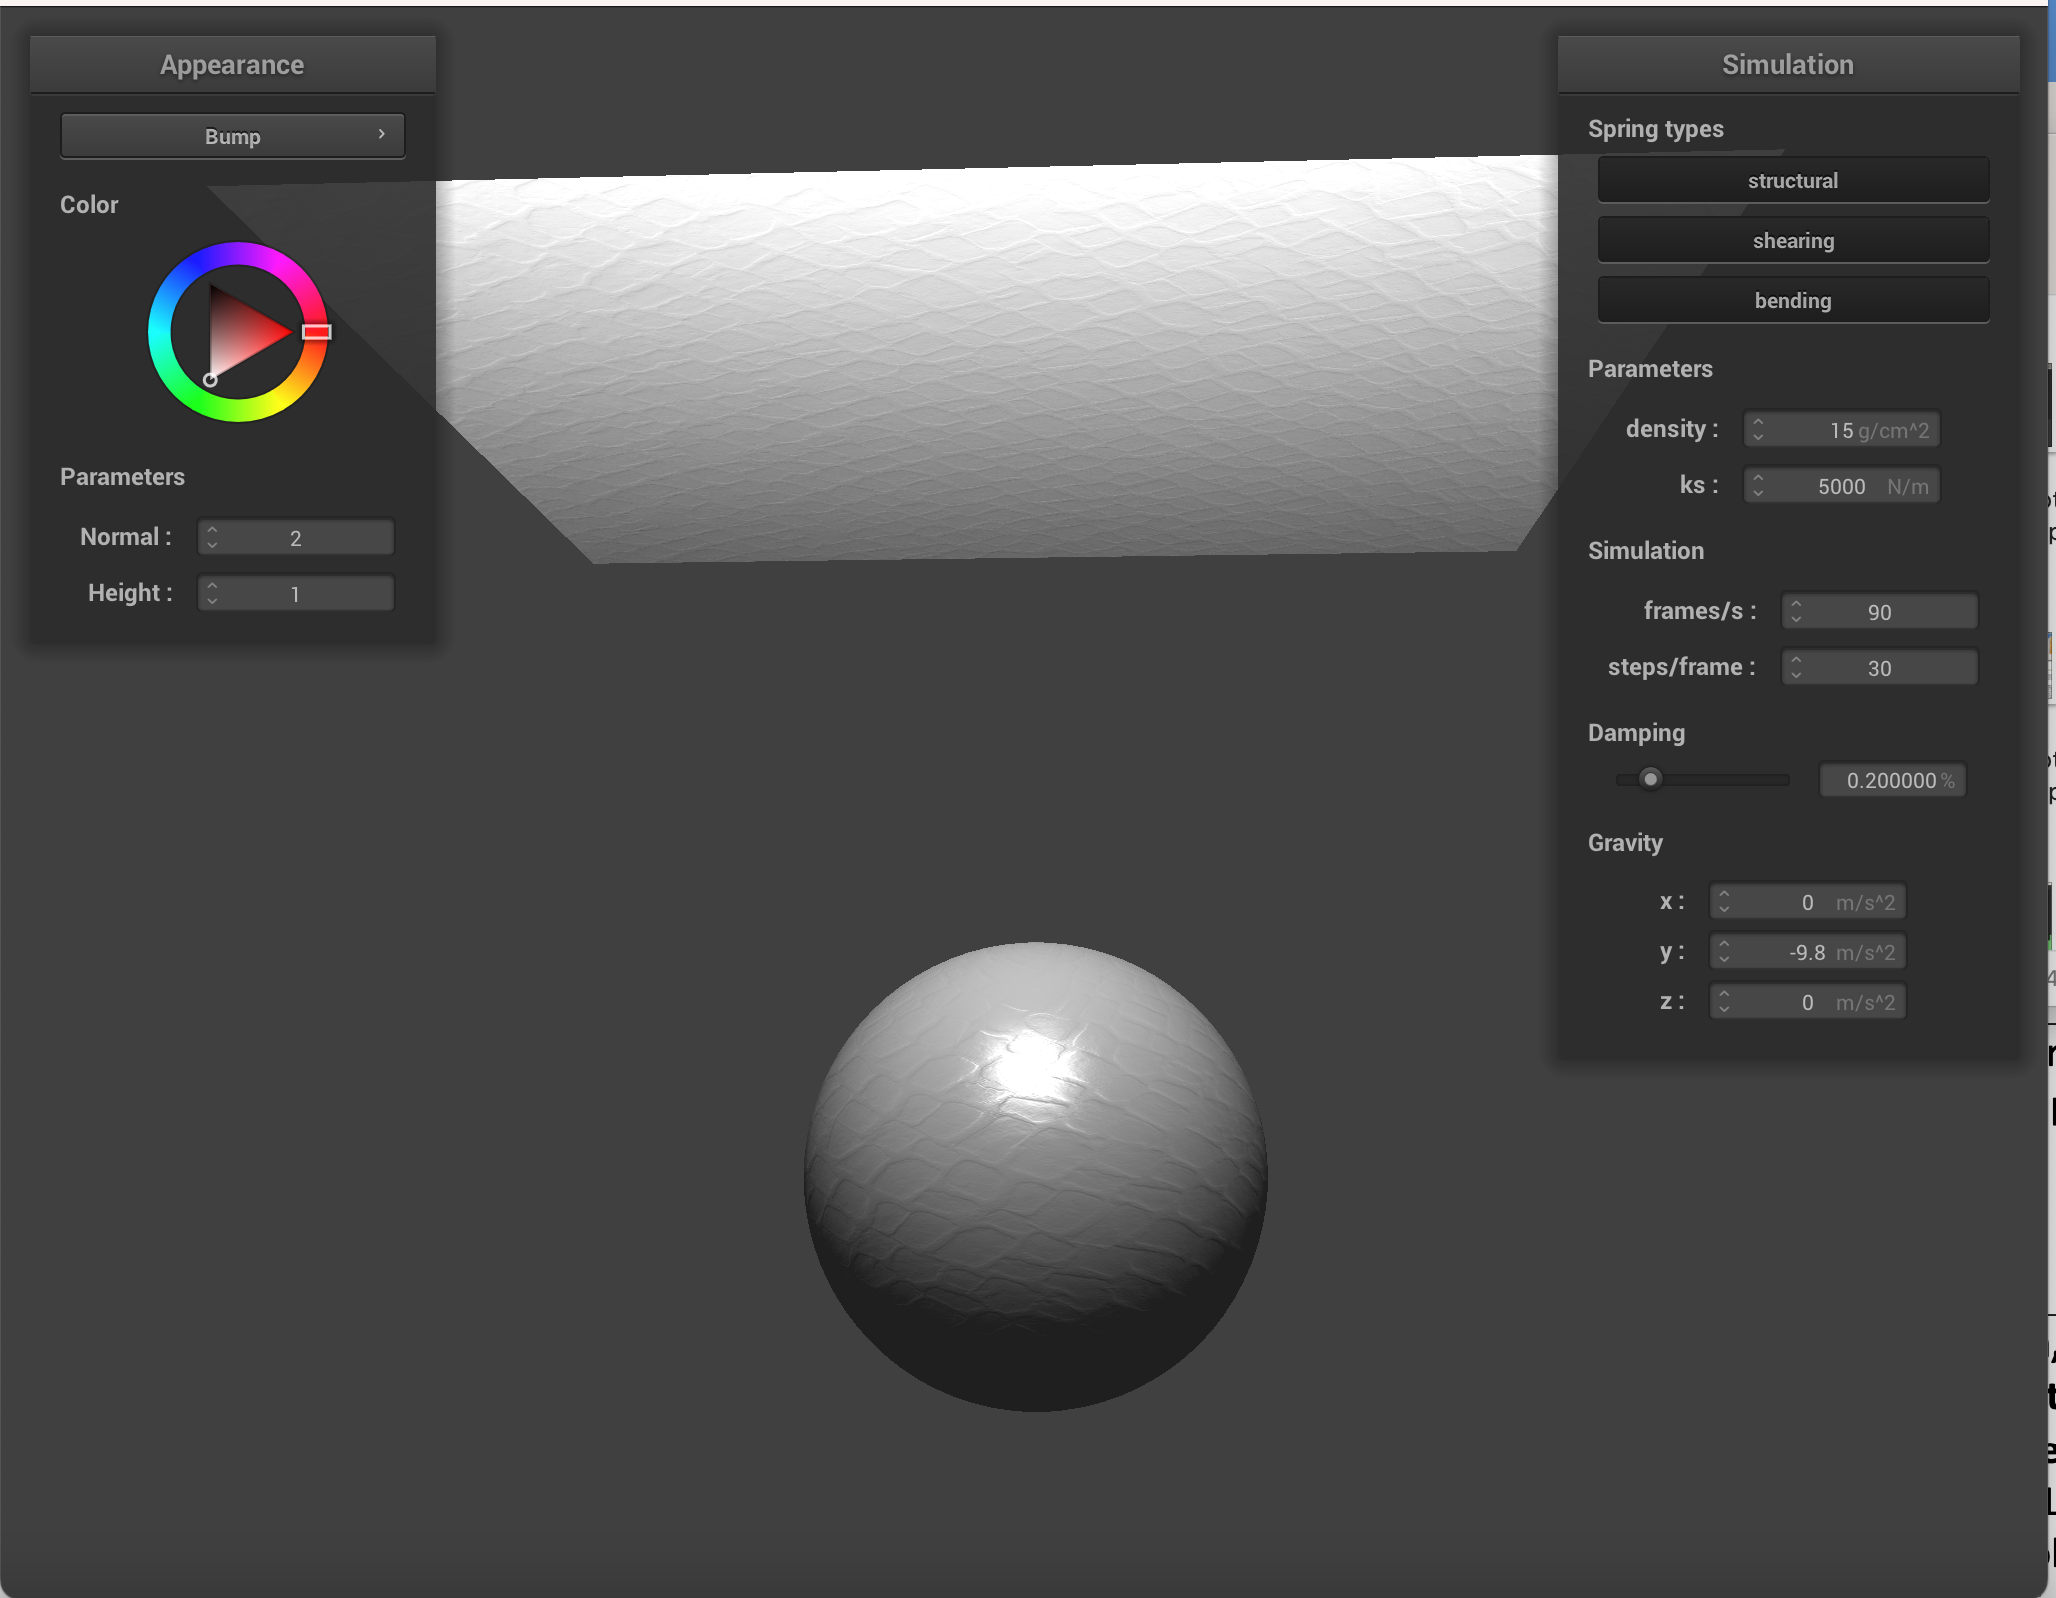 Appearance
Bump
Color
Parameters
Normal : 2
Height : 1
Simulation
Spring types
structural
shearing
bending
Parameters
density : 15 g/cm^2
ks : 5000 N/m
Simulation
frames/s : 90
steps/frame : 30
Damping
0.200000 %
Gravity
x : 0 m/s^2
y : -9.8 m/s^2
z : 0 m/s^2